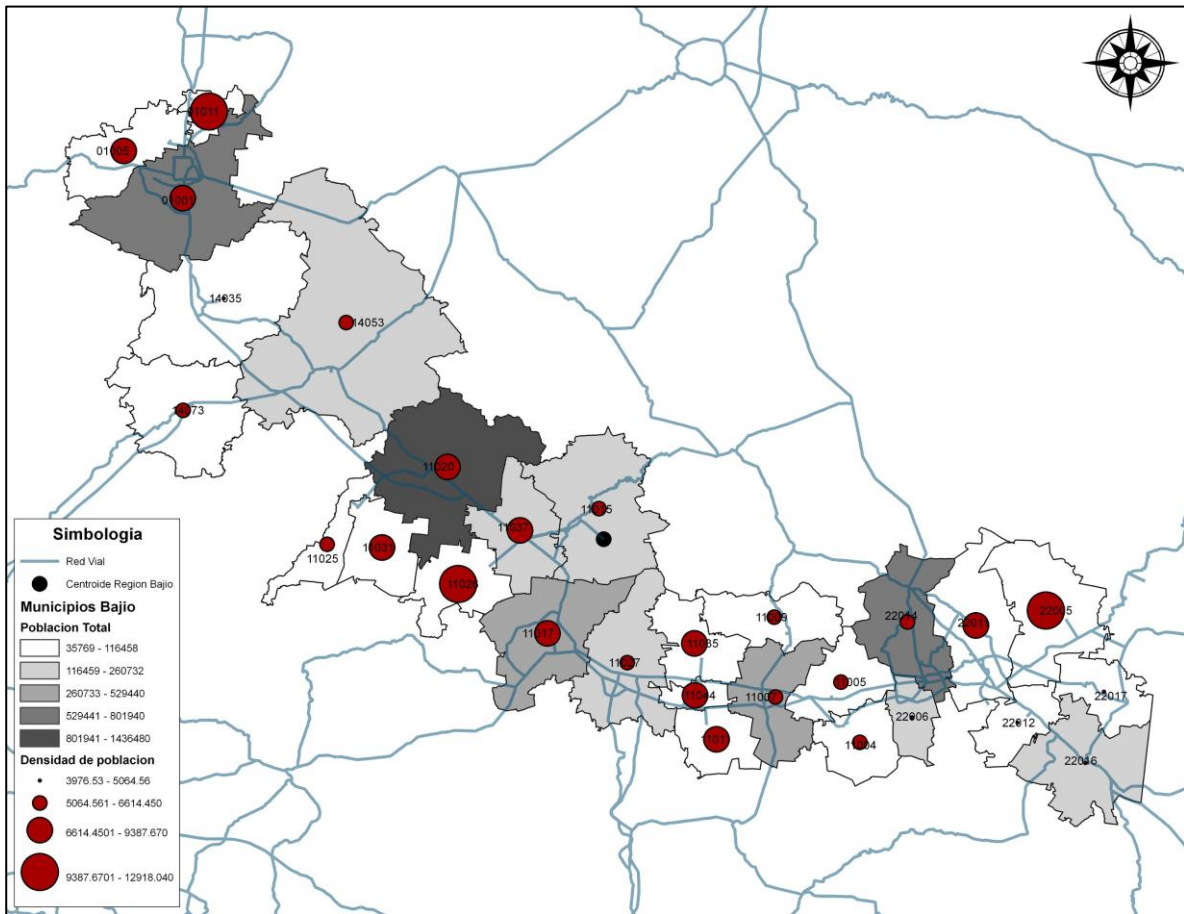 01011
01005
01001
14035
14053
14073
11020
11015
11037
11025
11031
11026
22005
11009
22014
22011
11017
11035
11027
11005
11007
11044
22017
22006
22012
11011
11004
22016
Simbologia
Red Vial
Centroide Region Bajio
Municipios Bajio
Poblacion Total
35769 - 116458
116459 - 260732
260733 - 529440
529441 - 801940
801941 - 1436480
Densidad de poblacion
3976.53 - 5064.56
5064.561 - 6614.450
6614.4501 - 9387.670
9387.6701 - 12918.040